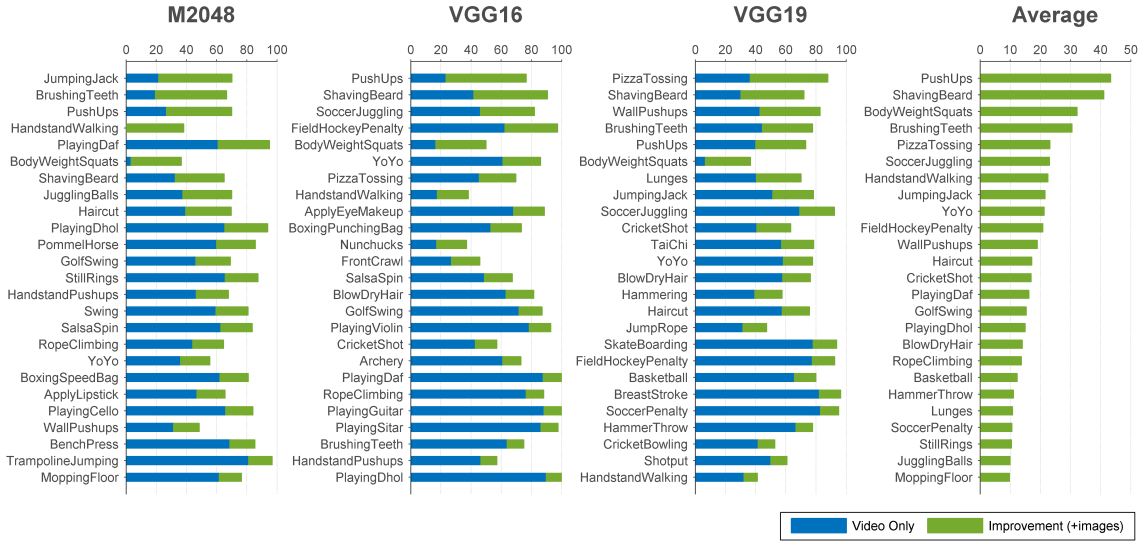 M2048
0 20 40 60 80 100
JumpingJack
BrushingTeeth
PushUps
HandstandWalking
PlayingDaf
BodyWeightSquats
ShavingBeard
JugglingBalls
Haircut
PlayingDhol
PommelHorse
GolfSwing
StillRings
HandstandPushups
Swing
SalsaSpin
RopeClimbing
YoYo
BoxingSpeedBag
ApplyLipstick
PlayingCello
WallPushups
BenchPress
TrampolineJumping
MoppingFloor
VGG16
0 20 40 60 80 100
PushUps
ShavingBeard
SoccerJuggling
FieldHockeyPenalty
BodyWeightSquats
YoYo
PizzaTossing
HandstandWalking
ApplyEyeMakeup
BoxingPunchingBag
Nunchucks
FrontCrawl
SalsaSpin
BlowDryHair
GolfSwing
PlayingViolin
CricketShot
Archery
PlayingDaf
RopeClimbing
PlayingGuitar
PlayingSitar
BrushingTeeth
HandstandPushups
PlayingDhol
VGG19
0 20 40 60 80 100
PizzaTossing
ShavingBeard
WallPushups
BrushingTeeth
PushUps
BodyWeightSquats
Lunges
JumpingJack
SoccerJuggling
CricketShot
TaiChi
YoYo
BlowDryHair
Hammering
Haircut
JumpRope
SkateBoarding
FieldHockeyPenalty
Basketball
BreastStroke
SoccerPenalty
HammerThrow
CricketBowling
Shotput
HandstandWalking
Average
0 10 20 30 40 50
PushUps
ShavingBeard
BodyWeightSquats
BrushingTeeth
PizzaTossing
SoccerJuggling
HandstandWalking
JumpingJack
YoYo
FieldHockeyPenalty
WallPushups
Haircut
CricketShot
PlayingDaf
GolfSwing
PlayingDhol
BlowDryHair
RopeClimbing
Basketball
HammerThrow
Lunges
SoccerPenalty
StillRings
JugglingBalls
MoppingFloor
Video Only
Improvement (+images)